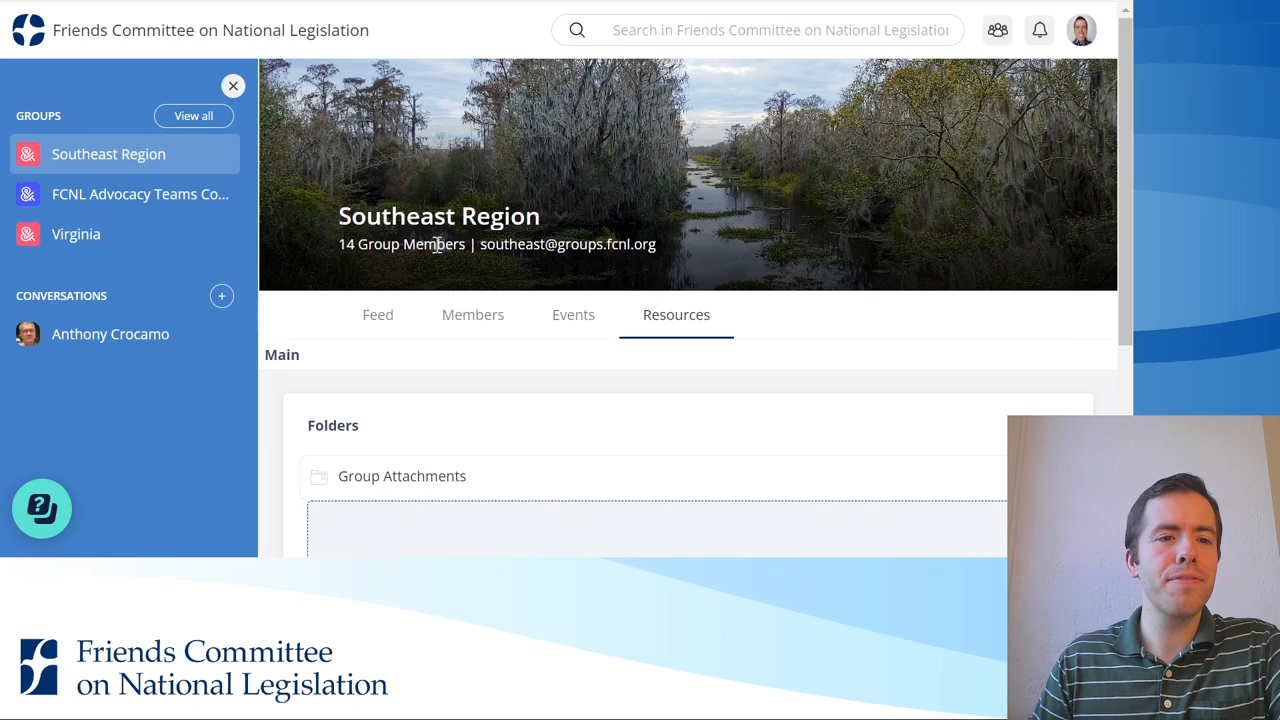 Friends Committee on National Legislation
Search in Friends Committee on National Legislation
GROUPS
View all
Southeast Region
FCNL Advocacy Teams Co...
Virginia
CONVERSATIONS
Anthony Crocamo
Southeast Region
14 Group Members | southeast@groups.fcnl.org
Feed
Members
Events
Resources
Main
Folders
Group Attachments
Friends Committee
on National Legislation